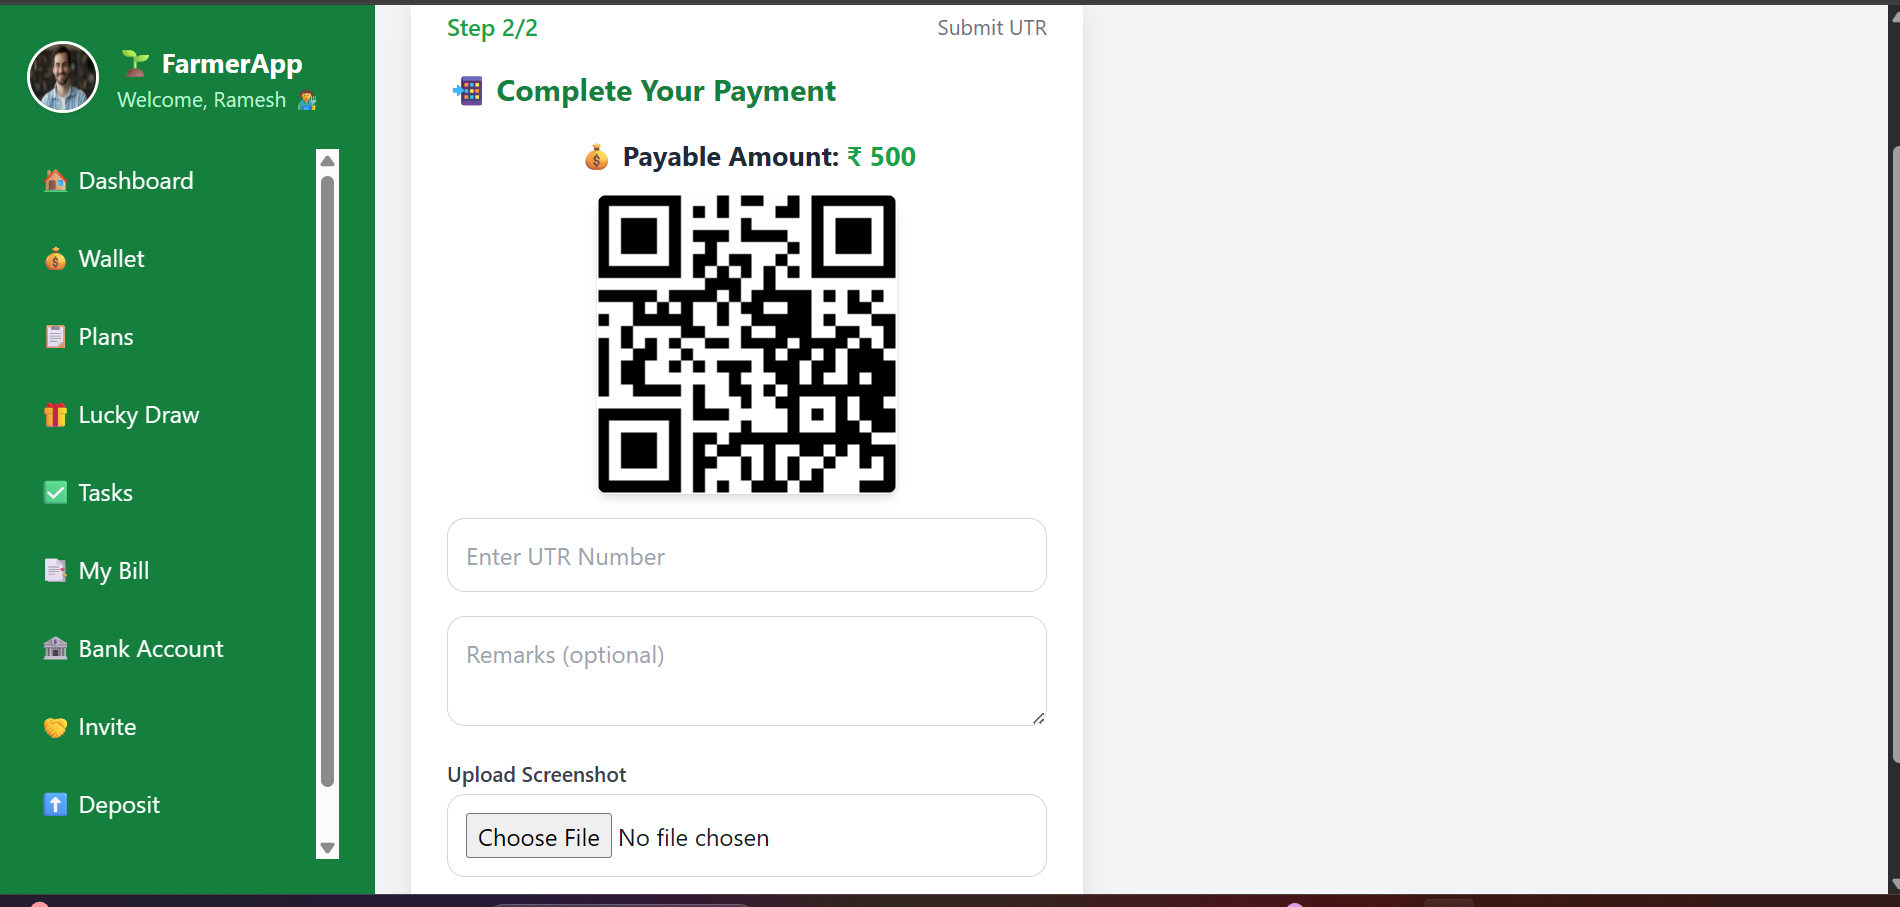 FarmerApp
Welcome, Ramesh
Dashboard
Wallet
Plans
Lucky Draw
Tasks
My Bill
Bank Account
Invite
Deposit
Step 2/2
Submit UTR
Complete Your Payment
Payable Amount: ₹ 500
Enter UTR Number
Remarks (optional)
Upload Screenshot
Choose File No file chosen